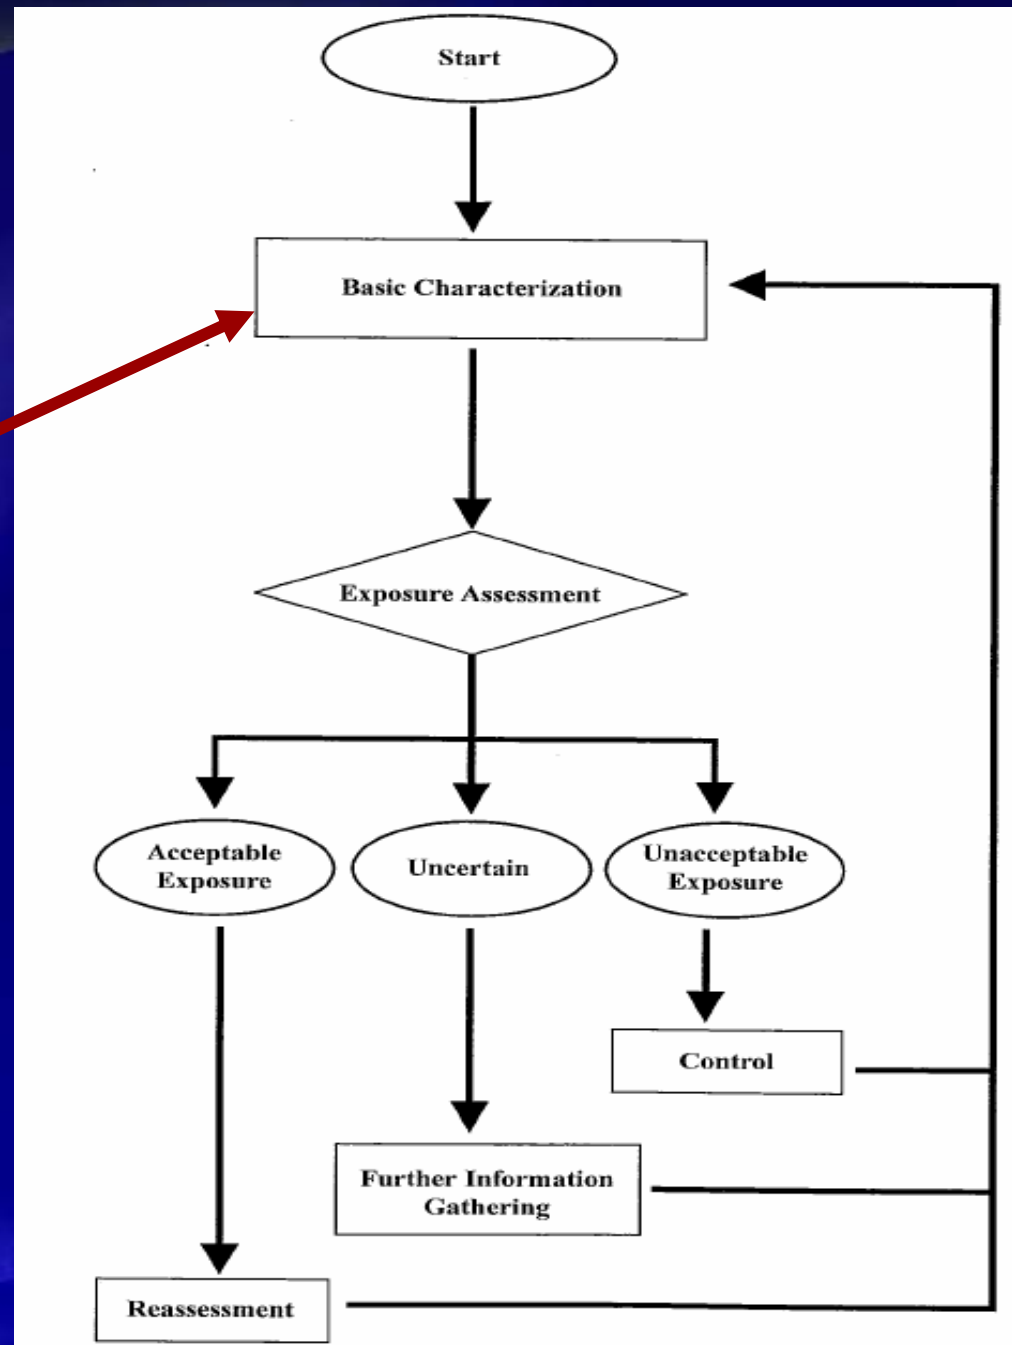 Start
Basic Characterization
Exposure Assessment
Acceptable
Exposure
Uncertain
Unacceptable
Exposure
Control
Further Information
Gathering
Reassessment